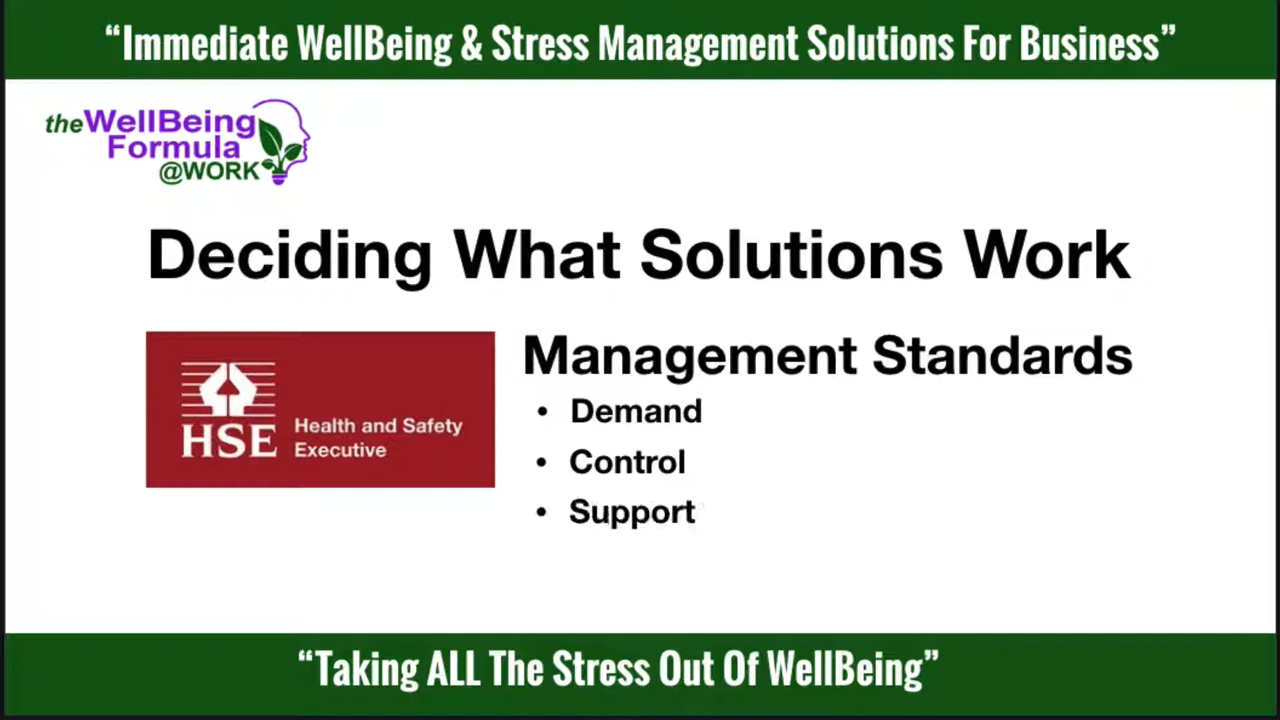 “Immediate WellBeing & Stress Management Solutions For Business”
theWellBeing
Formula
@WORK
Deciding What Solutions Work
HSE Health and Safety
Executive
Management Standards
• Demand
• Control
• Support
“Taking ALL The Stress Out Of WellBeing”